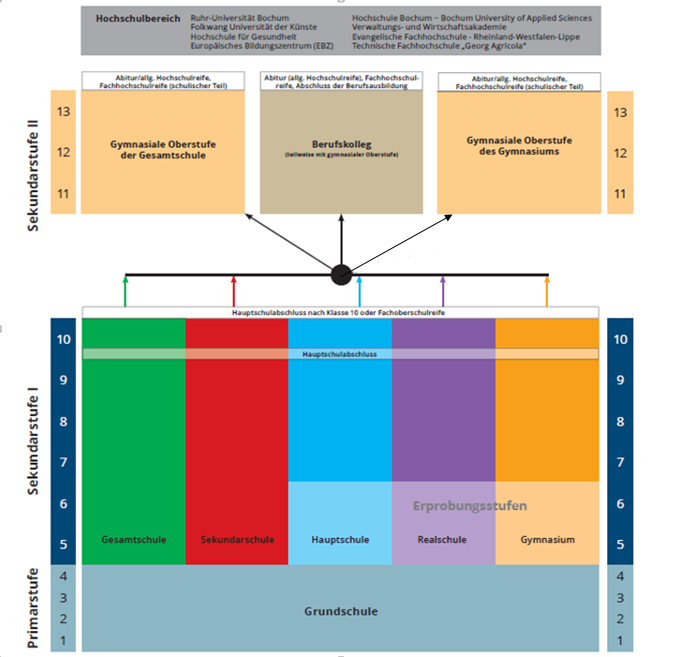 Hochschulbereich
Ruhr-Universität Bochum
Folkwang Universität der Künste
Hochschule für Gesundheit
Europäisches Bildungszentrum (EBZ)
Hochschule Bochum – Bochum University of Applied Sciences
Verwaltungs- und Wirtschaftsakademie
Evangelische Fachhochschule - Rheinland-Westfalen-Lippe
Technische Fachhochschule „Georg Agricola“
Sekundarstufe II
13
12
11
Abitur/allg. Hochschulreife,
Fachhochschulreife (schulischer Teil)
Gymnasiale Oberstufe
der Gesamtschule
Abitur (allg. Hochschulreife), Fachhochschul-
reife, Abschluss der Berufsausbildung
Berufskolleg
(teilweise mit gymnasialer Oberstufe)
Abitur/allg. Hochschulreife,
Fachhochschulreife (schulischer Teil)
Gymnasiale Oberstufe
des Gymnasiums
13
12
11
Hauptschulabschluss nach Klasse 10 oder Fachoberschulreife
Sekundarstufe I
10
9
8
7
6
5
Hauptschulabschluss
Erprobungsstufen
Gesamtschule
Sekundarschule
Hauptschule
Realschule
Gymnasium
10
9
8
7
6
5
Primarstufe
4
3
2
1
Grundschule
4
3
2
1